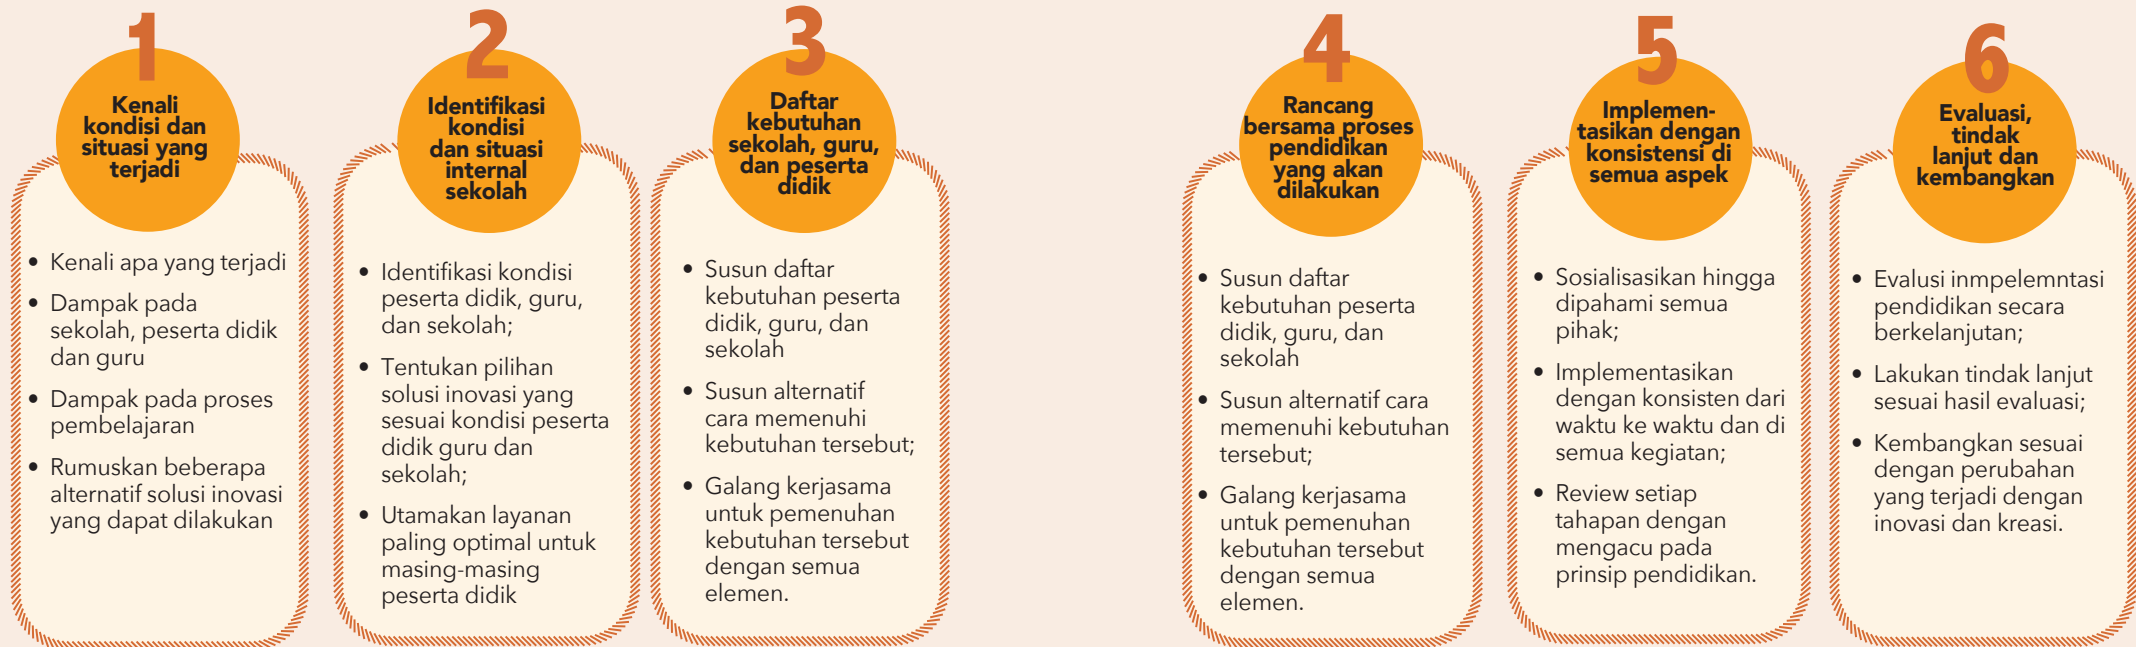 1
Kenali
kondisi dan
situasi yang
terjadi
• Kenali apa yang terjadi
• Dampak pada
sekolah, peserta didik
dan guru
• Dampak pada proses
pembelajaran
• Rumuskan beberapa
alternatif solusi inovasi
yang dapat dilakukan
2
Identifikasi
kondisi
dan situasi
internal
sekolah
• Identifikasi kondisi
peserta didik, guru,
dan sekolah;
• Tentukan pilihan
solusi inovasi yang
sesuai kondisi peserta
didik guru dan
sekolah;
• Utamakan layanan
paling optimal untuk
masing-masing
peserta didik
3
Daftar
kebutuhan
sekolah, guru,
dan peserta
didik
• Susun daftar
kebutuhan peserta
didik, guru, dan
sekolah
• Susun alternatif
cara memenuhi
kebutuhan tersebut;
• Galang kerjasama
untuk pemenuhan
kebutuhan tersebut
dengan semua
elemen.
4
Rancang
bersama proses
pendidikan
yang akan
dilakukan
• Susun daftar
kebutuhan peserta
didik, guru, dan
sekolah
• Susun alternatif cara
memenuhi kebutuhan
tersebut;
• Galang kerjasama
untuk pemenuhan
kebutuhan tersebut
dengan semua
elemen.
5
Implemen-
tasikan dengan
konsistensi di
semua aspek
• Sosialisasikan hingga
dipahami semua
pihak;
• Implementasikan
dengan konsisten dari
waktu ke waktu dan di
semua kegiatan;
• Review setiap
tahapan dengan
mengacu pada
prinsip pendidikan.
6
Evaluasi,
tindak
lanjut dan
kembangkan
• Evalusi inmpelemntasi
pendidikan secara
berkelanjutan;
• Lakukan tindak lanjut
sesuai hasil evaluasi;
• Kembangkan sesuai
dengan perubahan
yang terjadi dengan
inovasi dan kreasi.